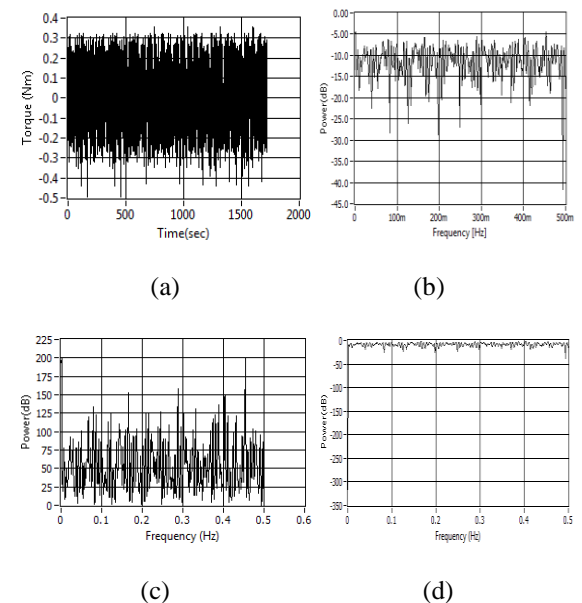 0.4
0.3
0.2
0.1
0
-0.1
-0.2
-0.3
-0.4
-0.5
Torque (Nm)
0 500 1000 1500 2000
Time(sec)
0.00
-5.0
-10.0
-15.0
-20.0
-25.0
-30.0
-35.0
-40.0
-45.0
Power(dB)
0 100m 200m 300m 400m 500m
Frequency [Hz]
(a) (b)
225
200
175
150
125
100
75
50
25
0
Power(dB)
0 0.1 0.2 0.3 0.4 0.5 0.6
Frequency (Hz)
0
-50
-100
-150
-200
-250
-300
-350
Power(dB)
0 0.1 0.2 0.3 0.4 0.5
Frequency (Hz)
(c) (d)